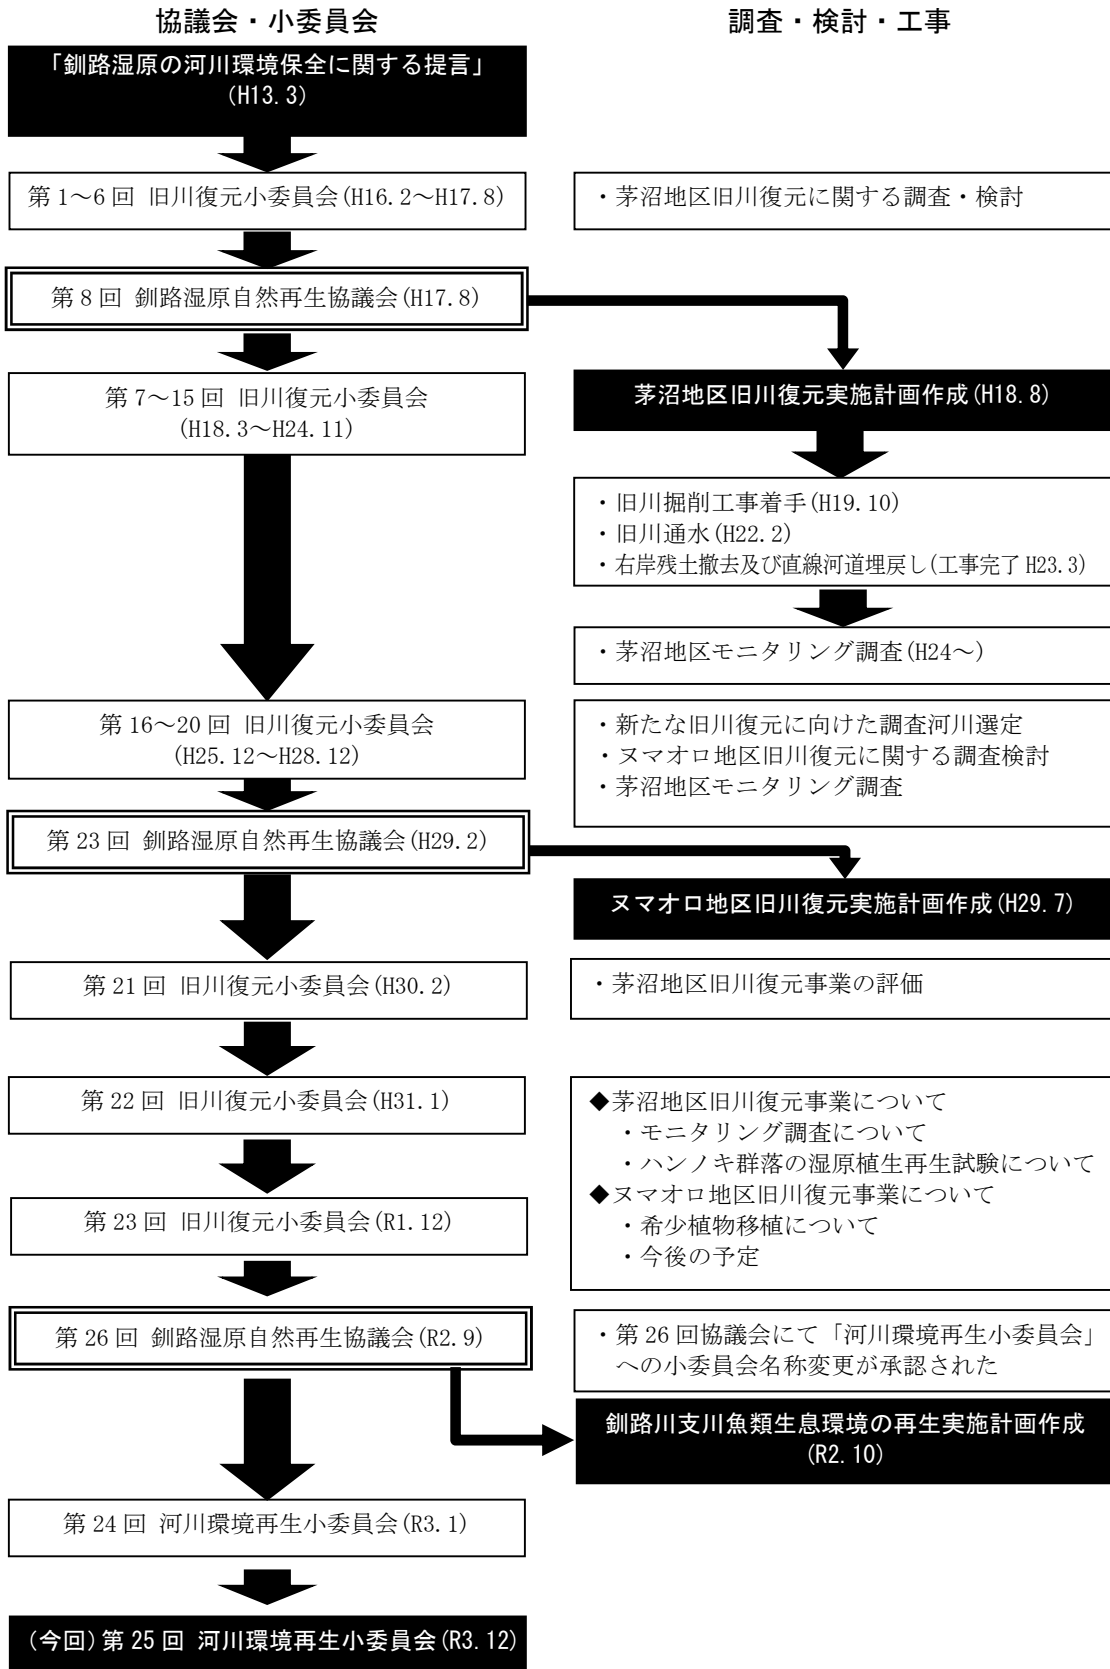 協議会・小委員会
調査・検討・工事
「釧路湿原の河川環境保全に関する提言」
(H13.3)
第1～6回 旧川復元小委員会(H16.2～H17.8)
・茅沼地区旧川復元に関する調査・検討
第8回 釧路湿原自然再生協議会(H17.8)
第7～15回 旧川復元小委員会
(H18.3～H24.11)
茅沼地区旧川復元実施計画作成(H18.8)
・旧川掘削工事着手(H19.10)
・旧川通水(H22.2)
・右岸残土撤去及び直線河道埋戻し(工事完了H23.3)
・茅沼地区モニタリング調査(H24～)
第16～20回 旧川復元小委員会
(H25.12～H28.12)
・新たな旧川復元に向けた調査河川選定
・ヌマオロ地区旧川復元に関する調査検討
・茅沼地区モニタリング調査
第23回 釧路湿原自然再生協議会(H29.2)
ヌマオロ地区旧川復元実施計画作成(H29.7)
第21回 旧川復元小委員会(H30.2)
・茅沼地区旧川復元事業の評価
第22回 旧川復元小委員会(H31.1)
◆茅沼地区旧川復元事業について
・モニタリング調査について
・ハンノキ群落の湿原植生再生試験について
◆ヌマオロ地区旧川復元事業について
・希少植物移植について
・今後の予定
第23回 旧川復元小委員会(R1.12)
第26回 釧路湿原自然再生協議会(R2.9)
・第26回協議会にて「河川環境再生小委員会」
への小委員会名称変更が承認された
釧路川支川魚類生息環境の再生実施計画作成
(R2.10)
第24回 河川環境再生小委員会(R3.1)
(今回)第25回 河川環境再生小委員会(R3.12)